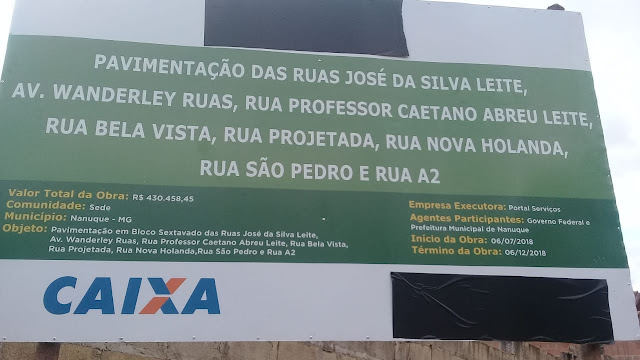 PAVIMENTAÇÃO DAS RUAS JOSÉ DA SILVA LEITE,
AV. WANDERLEY RUAS, RUA PROFESSOR CAETANO ABREU LEITE,
RUA BELA VISTA, RUA PROJETADA, RUA NOVA HOLANDA,
RUA SÃO PEDRO E RUA A2
Valor Total da Obra: R$ 430.458,45
Comunidade: Sede
Município: Nanuque - MG
Objeto: Pavimentação em Bloco Sextavado das Ruas José da Silva Leite,
Av. Wanderley Ruas, Rua Professor Caetano Abreu Leite, Rua Bela Vista,
Rua Projetada, Rua Nova Holanda,Rua São Pedro e Rua A2
Empresa Executora: Portal Serviços
Agentes Participantes: Governo Federal e
Prefeitura Municipal de Nanuque
Início da Obra: 06/07/2018
Término da Obra: 06/12/2018
CAIXA